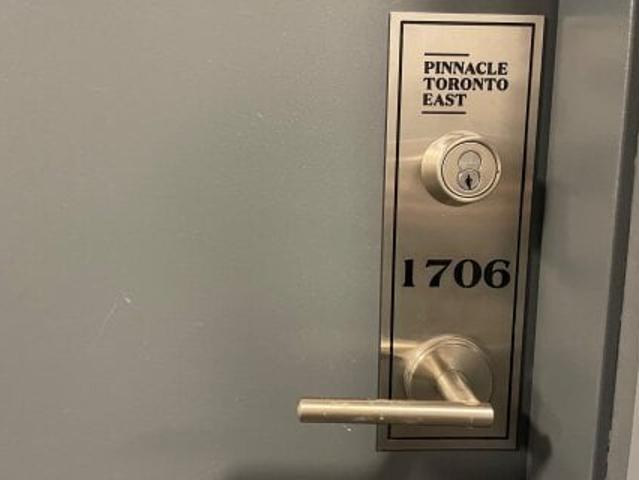 PINNACLE
TORONTO
EAST
1706